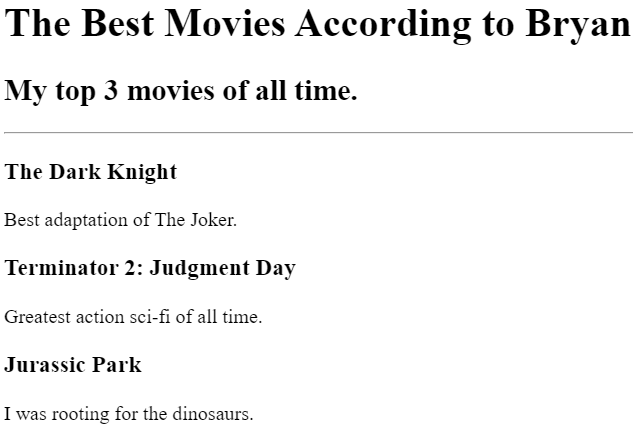 The Best Movies According to Bryan
My top 3 movies of all time.
The Dark Knight
Best adaptation of The Joker.
Terminator 2: Judgment Day
Greatest action sci-fi of all time.
Jurassic Park
I was rooting for the dinosaurs.